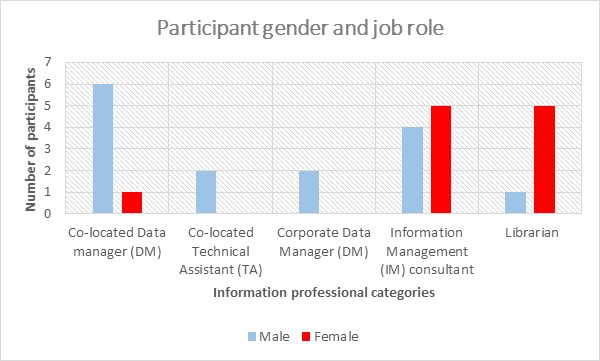 Participant gender and job role
Number of participants
7
6
5
4
3
2
1
0
Co-located Data
manager (DM)
Co-located
Technical
Assistant (TA)
Corporate Data
Manager (DM)
Information
Management
(IM) consultant
Librarian
Information professional categories
Male
Female